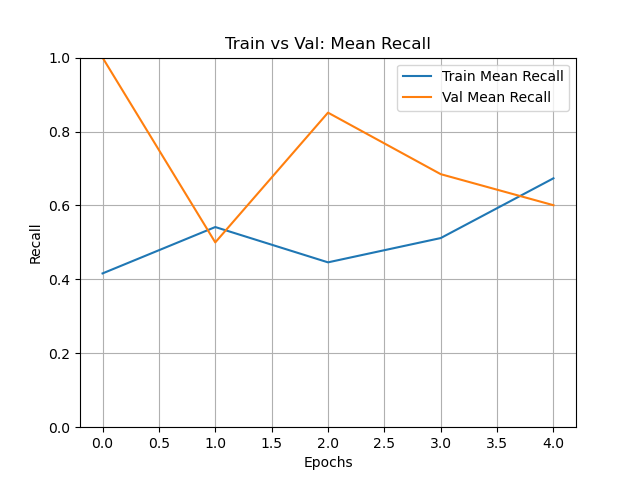 Train vs Val: Mean Recall
Train Mean Recall
Val Mean Recall
1.0
0.8
0.6
0.4
0.2
0.0
Recall
0.0 0.5 1.0 1.5 2.0 2.5 3.0 3.5 4.0
Epochs